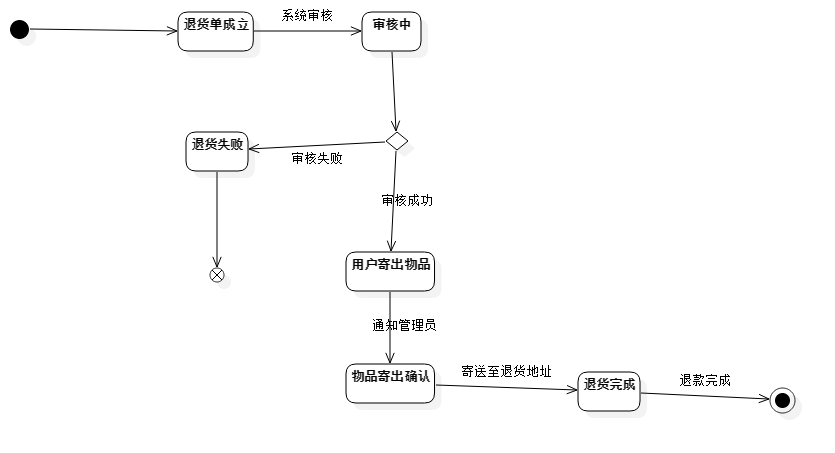 退货单成立
系统审核
审核中
退货失败
审核失败
审核成功
用户寄出物品
通知管理员
物品寄出确认
寄送至退货地址
退货完成
退款完成